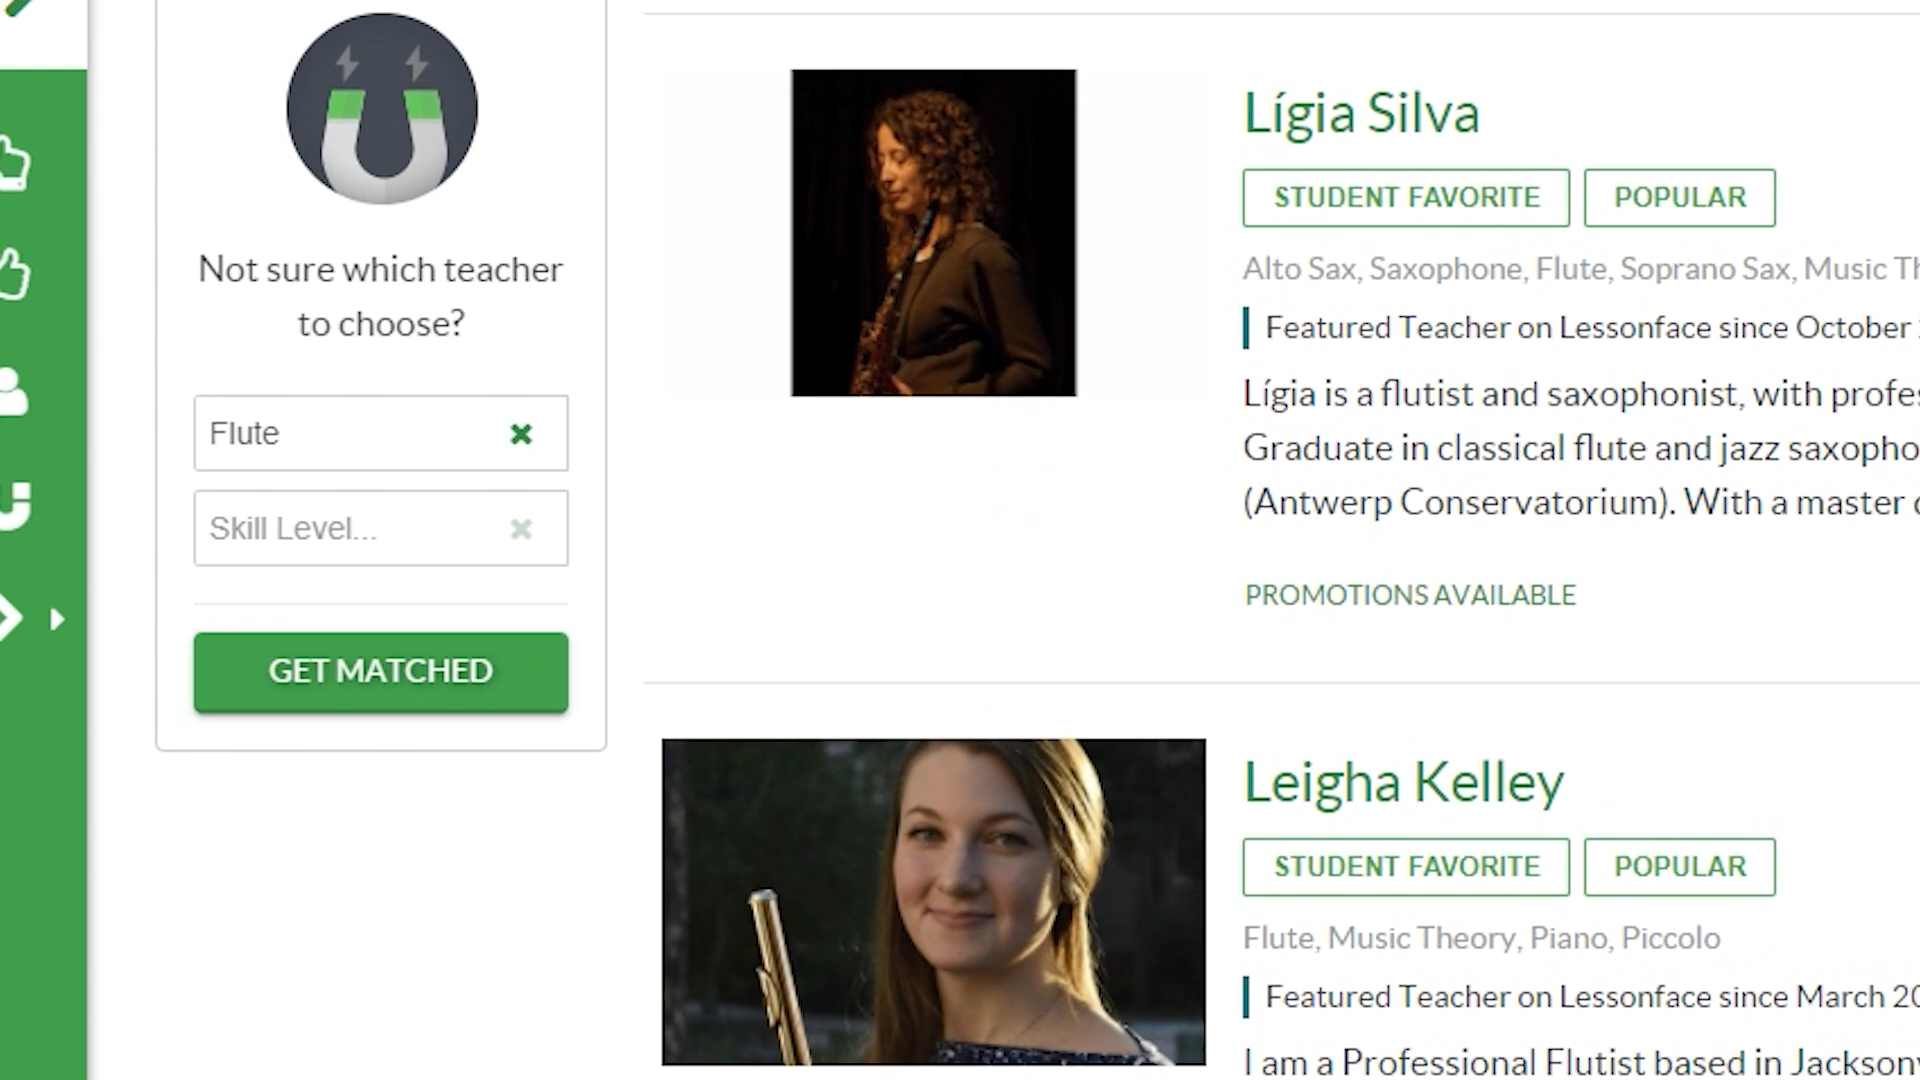 Not sure which teacher
to choose?
Flute
Skill Level...
GET MATCHED
Lígia Silva
STUDENT FAVORITE
POPULAR
Alto Sax, Saxophone, Flute, Soprano Sax, Music
Featured Teacher on Lessonface since October
Lígia is a flutist and saxophonist, with
Graduate in classical flute and jazz
(Antwerp Conservatorium). With a master
PROMOTIONS AVAILABLE
Leigha Kelley
STUDENT FAVORITE
POPULAR
Flute, Music Theory, Piano, Piccolo
Featured Teacher on Lessonface since March
I am a Professional Flutist based in